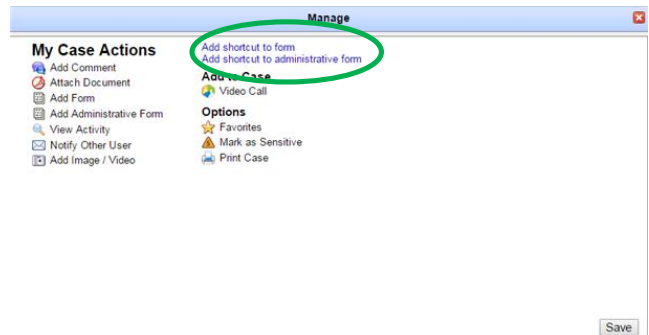 Manage
My Case Actions
Add Comment
Attach Document
Add Form
Add Administrative Form
View Activity
Notify Other User
Add Image / Video
Add shortcut to form
Add shortcut to administrative form
Add to Case
Video Call
Options
Favorites
Mark as Sensitive
Print Case
Save